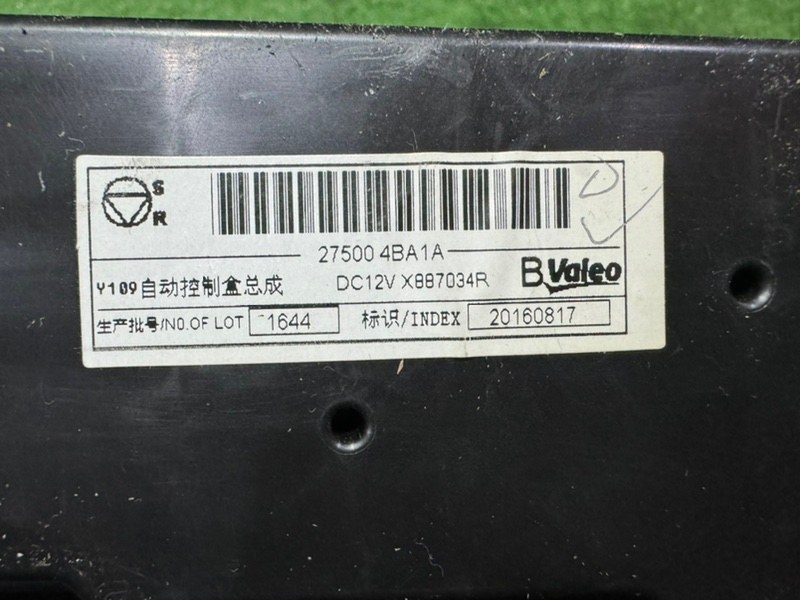 S
R
27500 4BA1A
Y109自动控制盒总成 DC12V X887034R B Valeo
生产批号/NO.OF LOT 1644 标识/INDEX 20160817